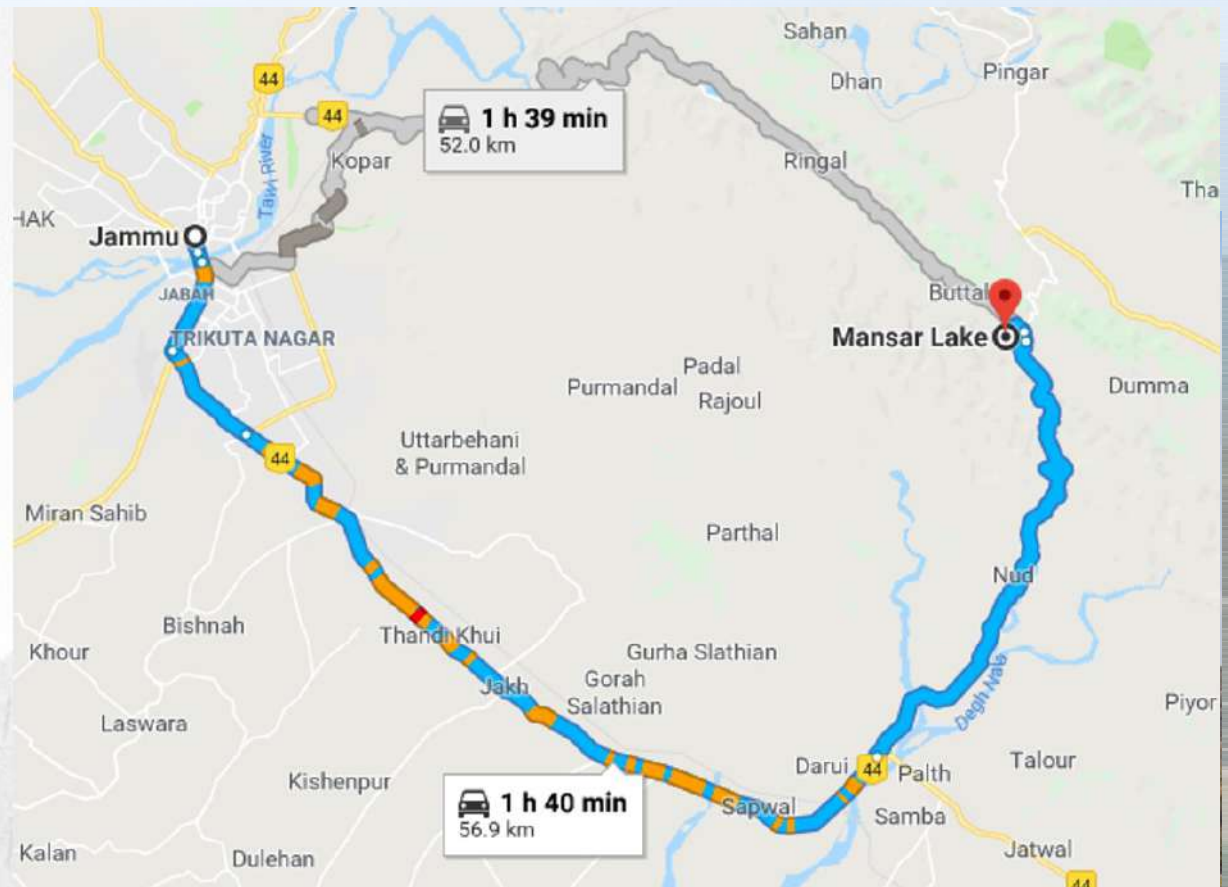 Sahan
44
Dhan
Pingar
44
1 h 39 min
52.0 km
Tawi River
Kopar
Ringal
Tha
HAK
Jammu
JABAH
Buttal
TRIKUTA NAGAR
Mansar Lake
Padal
Purmandal
Rajoul
Dumma
Uttarbehani
& Purmandal
44
Miran Sahib
Parthal
Nud
Bishnah
Thandi Khui
Khour
Gurha Slathian
Jakh
Gorah
Salathian
Degh Nala
Piyor
Laswara
Darui
44
Palth
Talour
Kishenpur
1 h 40 min
56.9 km
Sapwal
Samba
Kalan
Dulehan
Jatwal
44